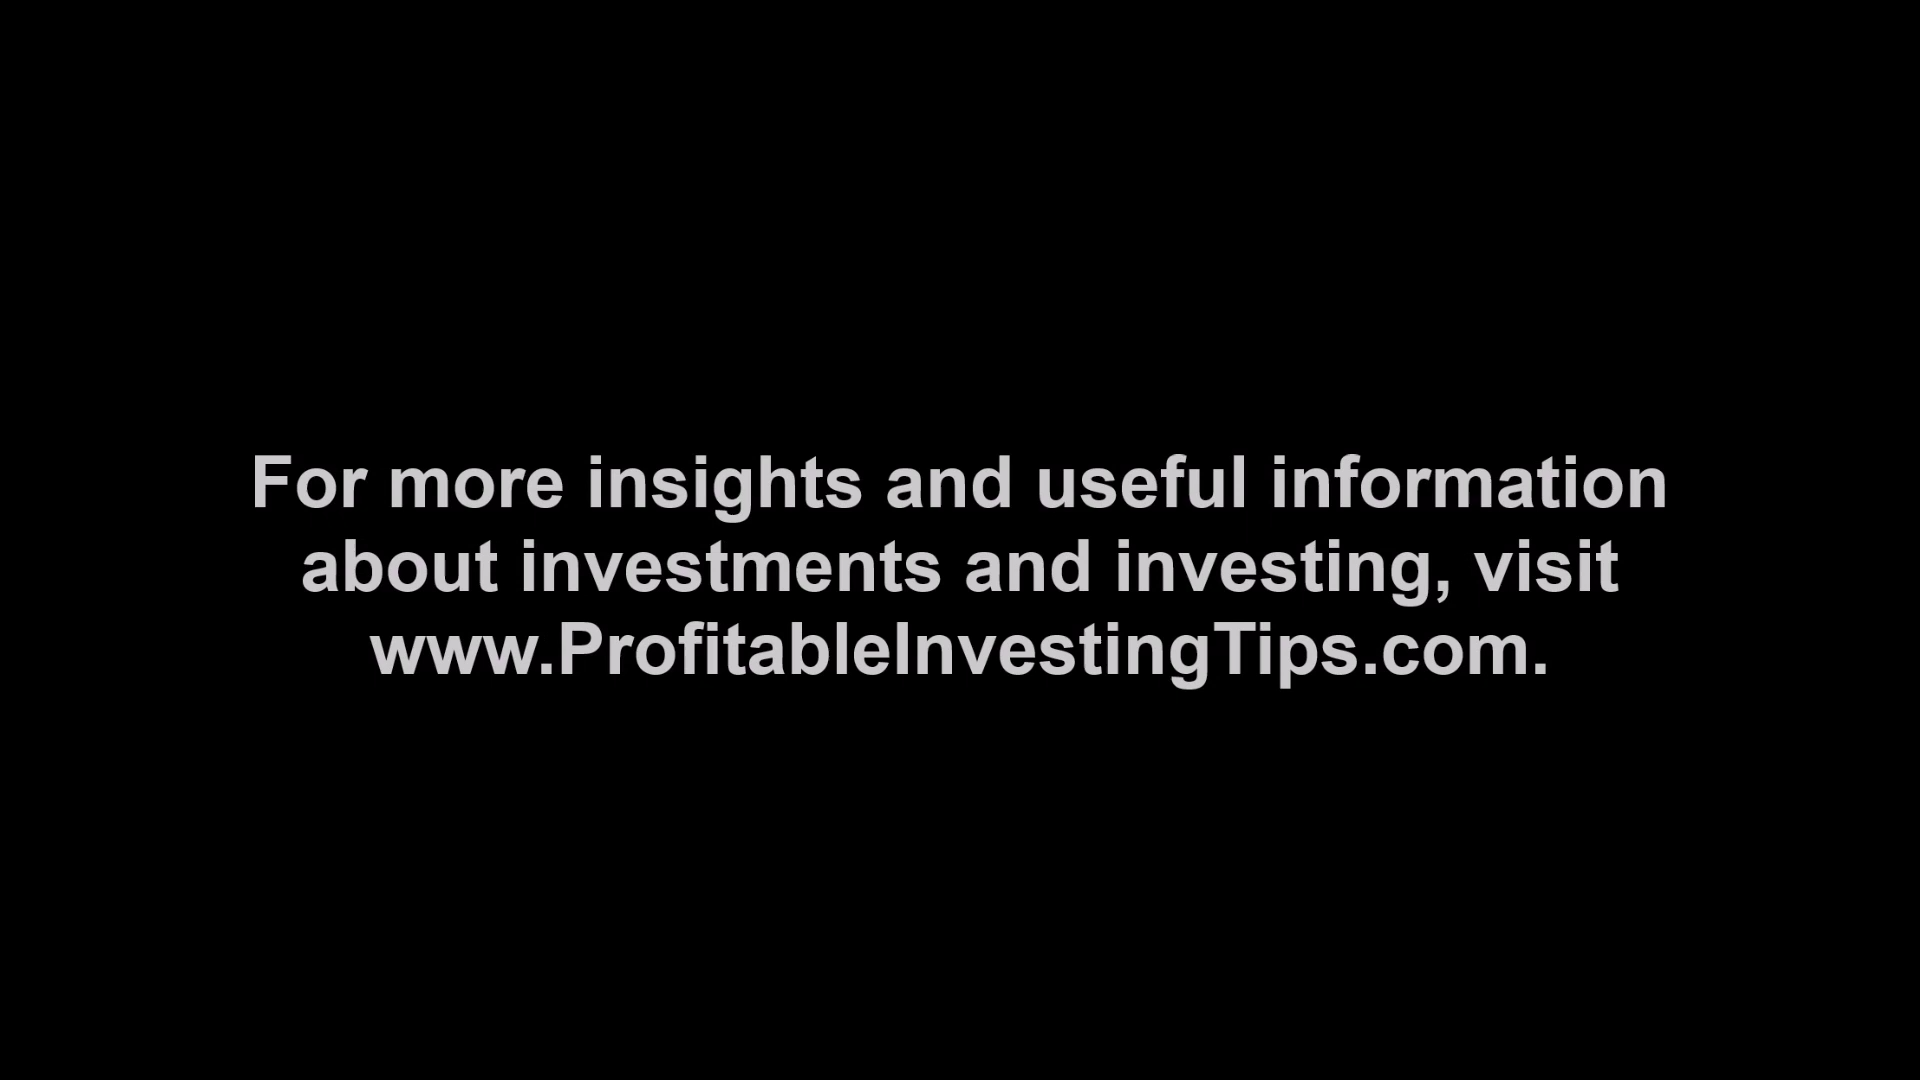 For more insights and useful information
about investments and investing, visit
www.ProfitableInvestingTips.com.